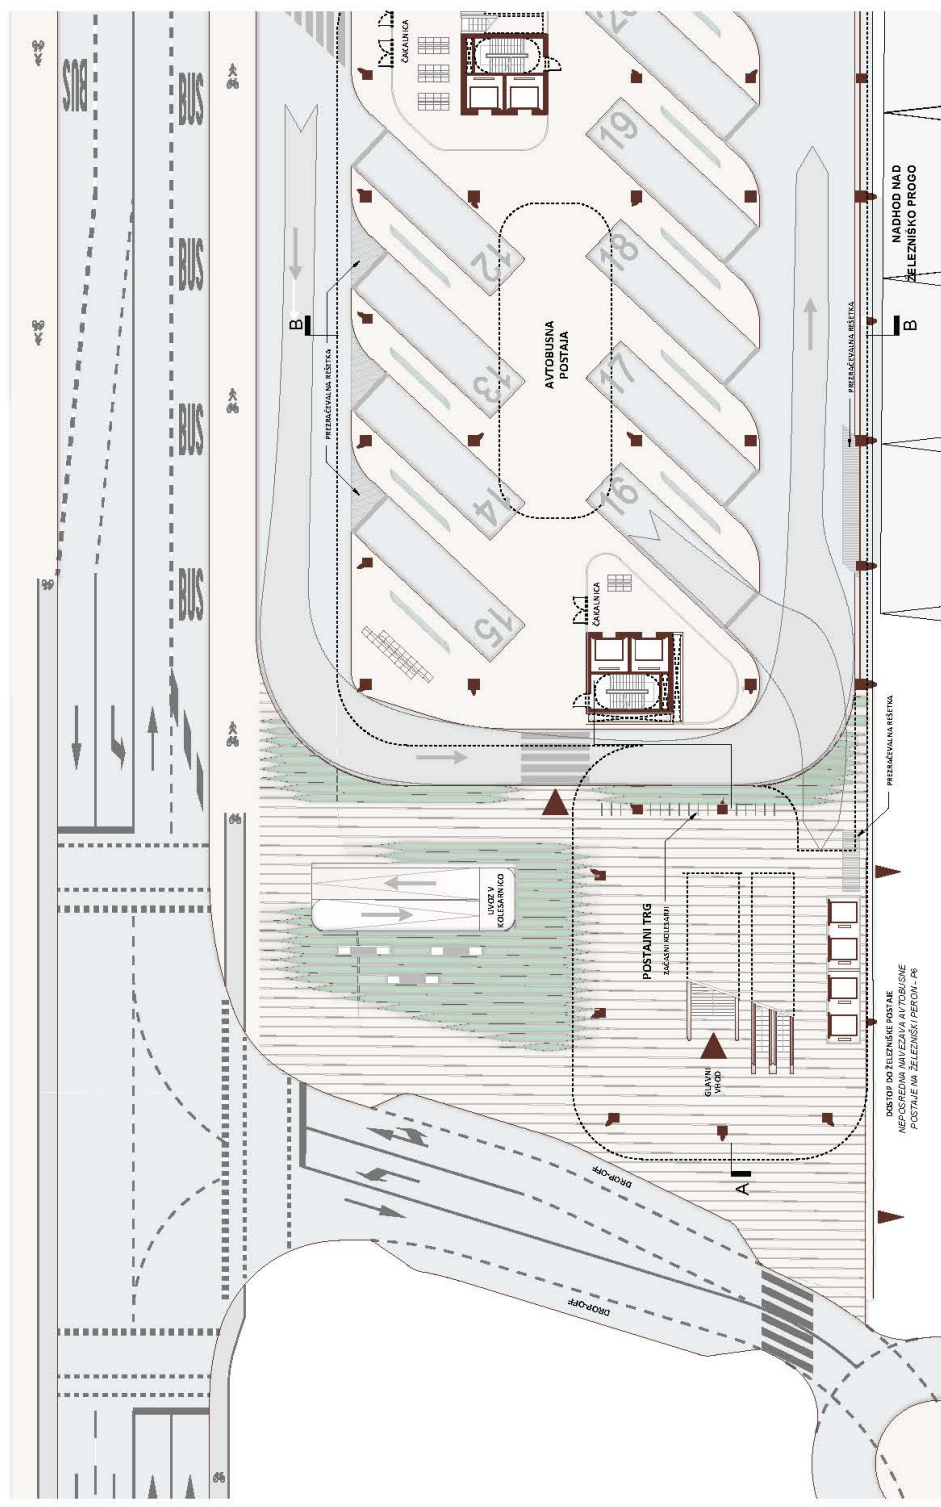 BUS
BUS
BUS
BUS
BUS
ČAKALNICA
20
19
18
17
16
12
13
14
15
B
B
PREZRAČEVALNA REŠETKA
AVTOBUSNA
POSTAJA
PREZRAČEVALNA REŠETKA
NADHOD NAD
ŽELEZNIŠKO PROGO
ČAKALNICA
PREZRAČEVALNA REŠETKA
UVOZ V
KOLESARNICO
POSTAJNI TRG
ZAČASNI KOLESARJI
GLAVNI
VHOD
DOSTOP DO ŽELEZNIŠKE POSTAJE
NEPOSREDNA NAVEZAVA AVTOBUSNE
POSTAJE NA ŽELEZNIŠKI PERON - P6
A
DROP-OFF
DROP-OFF